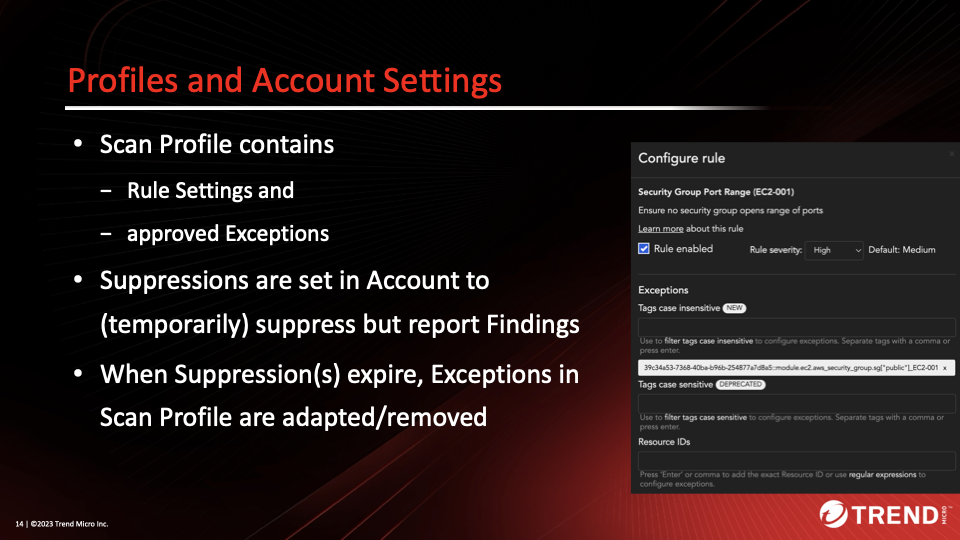 Profiles and Account Settings
• Scan Profile contains
– Rule Settings and
– approved Exceptions
• Suppressions are set in Account to
(temporarily) suppress but report Findings
• When Suppression(s) expire, Exceptions in
Scan Profile are adapted/removed
Configure rule
Security Group Port Range (EC2-001)
Ensure no security group opens range of ports
Learn more about this rule
Rule enabled Rule severity: High Default: Medium
Exceptions
Tags case insensitive NEW
Use to filter tags case insensitive to configure exceptions. Separate tags with a comma or
press enter.
39c34a53-7368-40ba-b96b-254877a7d8a5::module.ec2.aws_security_group.sg["public"]_EC2-001 x
Tags case sensitive DEPRECATED
Use to filter tags case sensitive to configure exceptions. Separate tags with a comma or
press enter.
Resource IDs
Press 'Enter' or comma to add the exact Resource ID or use regular expressions to
configure exceptions.
14 | ©2023 Trend Micro Inc.
TREND MICRO